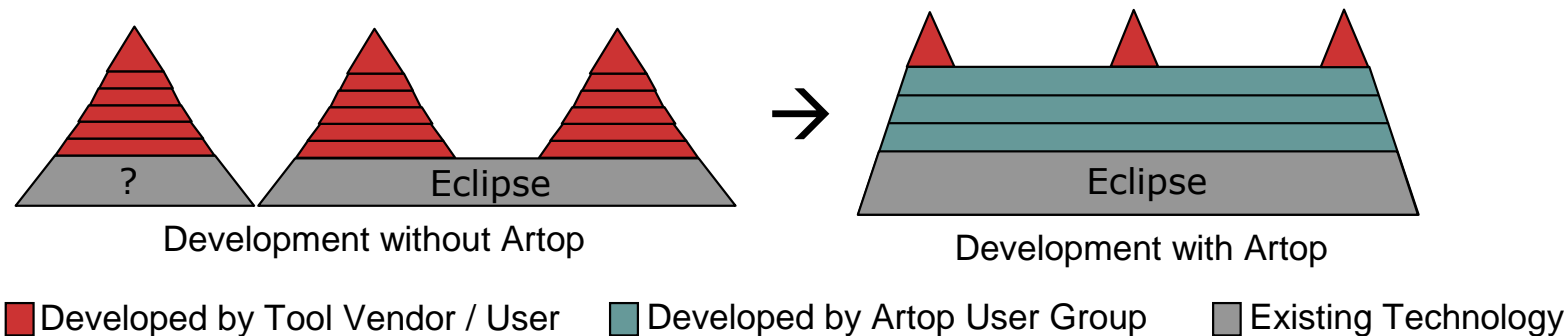 ?
Eclipse
→
Eclipse
Development without Artop
Development with Artop
Developed by Tool Vendor / User
Developed by Artop User Group
Existing Technology